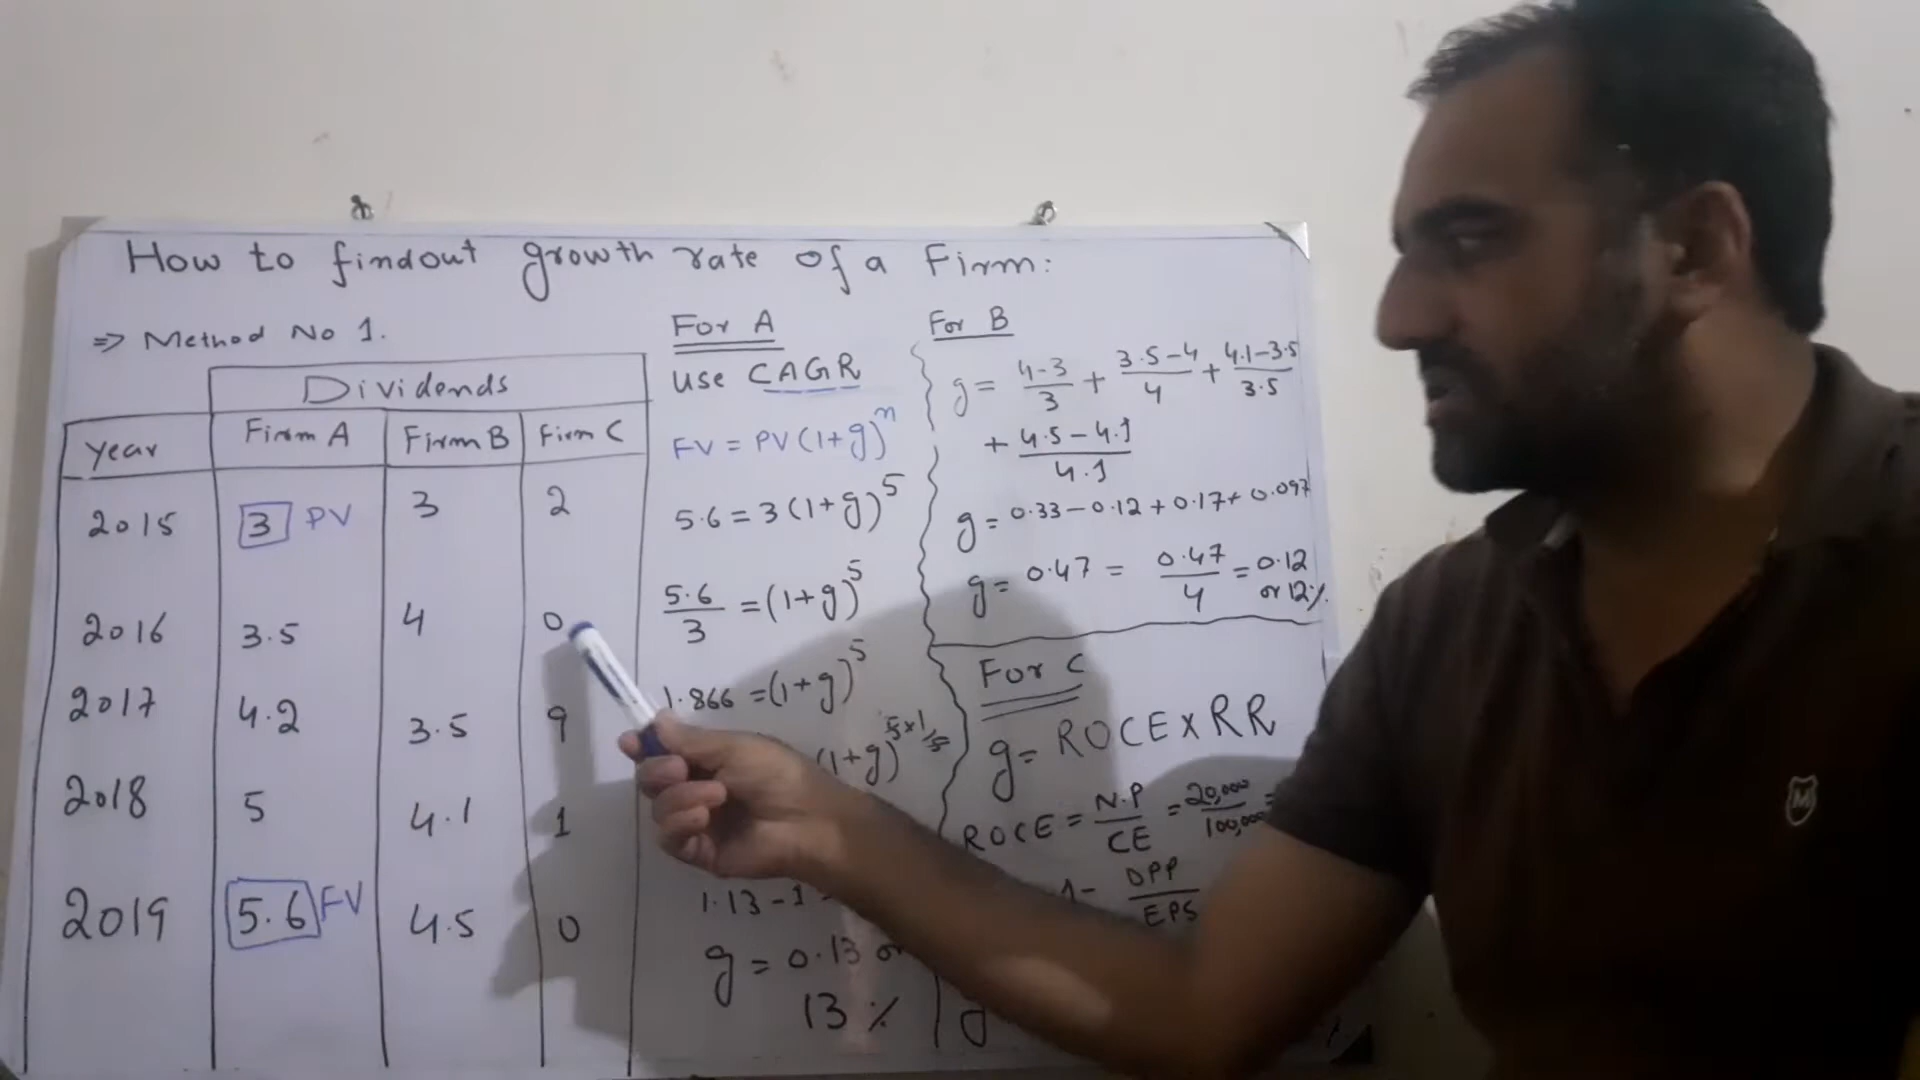 How to findout growth rate of a Firm:
⇒ Method No 1.
Dividends
Year Firm A Firm B Firm C
2015 3 PV 3 2
2016 3.5 4 0
2017 4.2 3.5 9
2018 5 4.1 1
2019 5.6 FV 4.5 0
For A
use CAGR
FV = PV(1+g)^n
5.6 = 3(1+g)^5
5.6/3 = (1+g)^5
1.866 = (1+g)^5
(1+g)^5×1/5
1.13-1
g = 0.13 or
13%
For B
g = 4-3/3 + 3.5-4/4 + 4.1-3.5/3.5
+ 4.5-4.1/4.1
g = 0.33-0.12+0.17+0.097
g = 0.47 = 0.47/4 = 0.12
or 12%
For C
g = ROCE×RR
ROCE = N.P/CE = 20,000/100,000 =
1- DPP/EPS
g
M